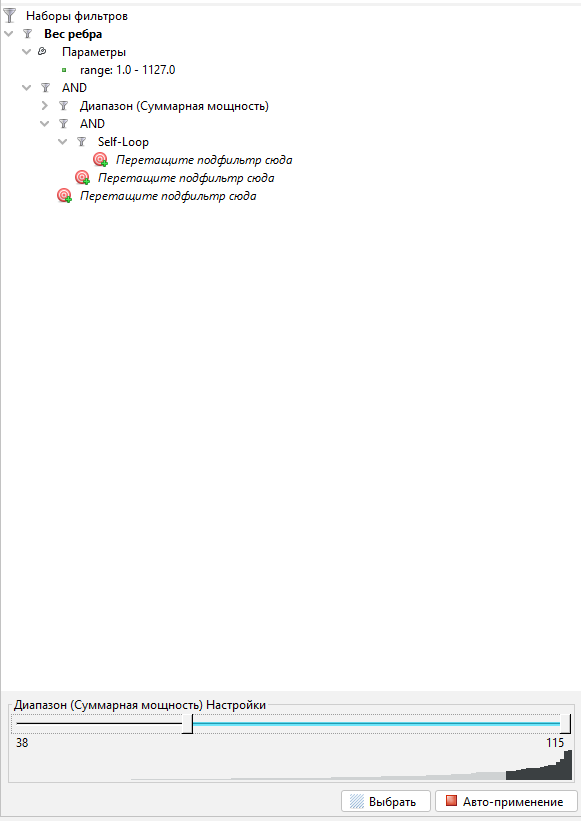 Наборы фильтров
Вес ребра
Параметры
range: 1.0 - 1127.0
AND
Диапазон (Суммарная мощность)
AND
Self-Loop
Перетащите подфильтр сюда
Перетащите подфильтр сюда
Перетащите подфильтр сюда
Диапазон (Суммарная мощность) Настройки
38 115
Выбрать Авто-применение